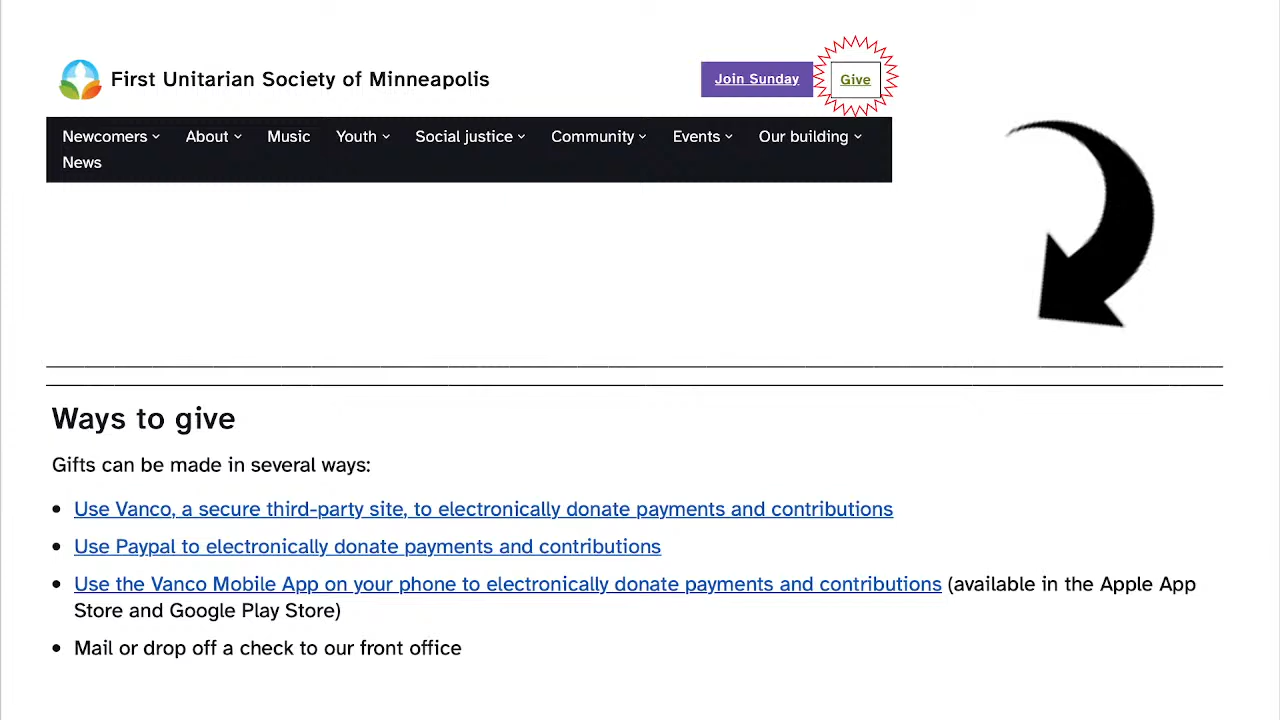 First Unitarian Society of Minneapolis
Join Sunday
Give
Newcomers About Music Youth Social justice Community Events Our building
News
Ways to give
Gifts can be made in several ways:
• Use Vanco, a secure third-party site, to electronically donate payments and contributions
• Use Paypal to electronically donate payments and contributions
• Use the Vanco Mobile App on your phone to electronically donate payments and contributions (available in the Apple App
Store and Google Play Store)
• Mail or drop off a check to our front office